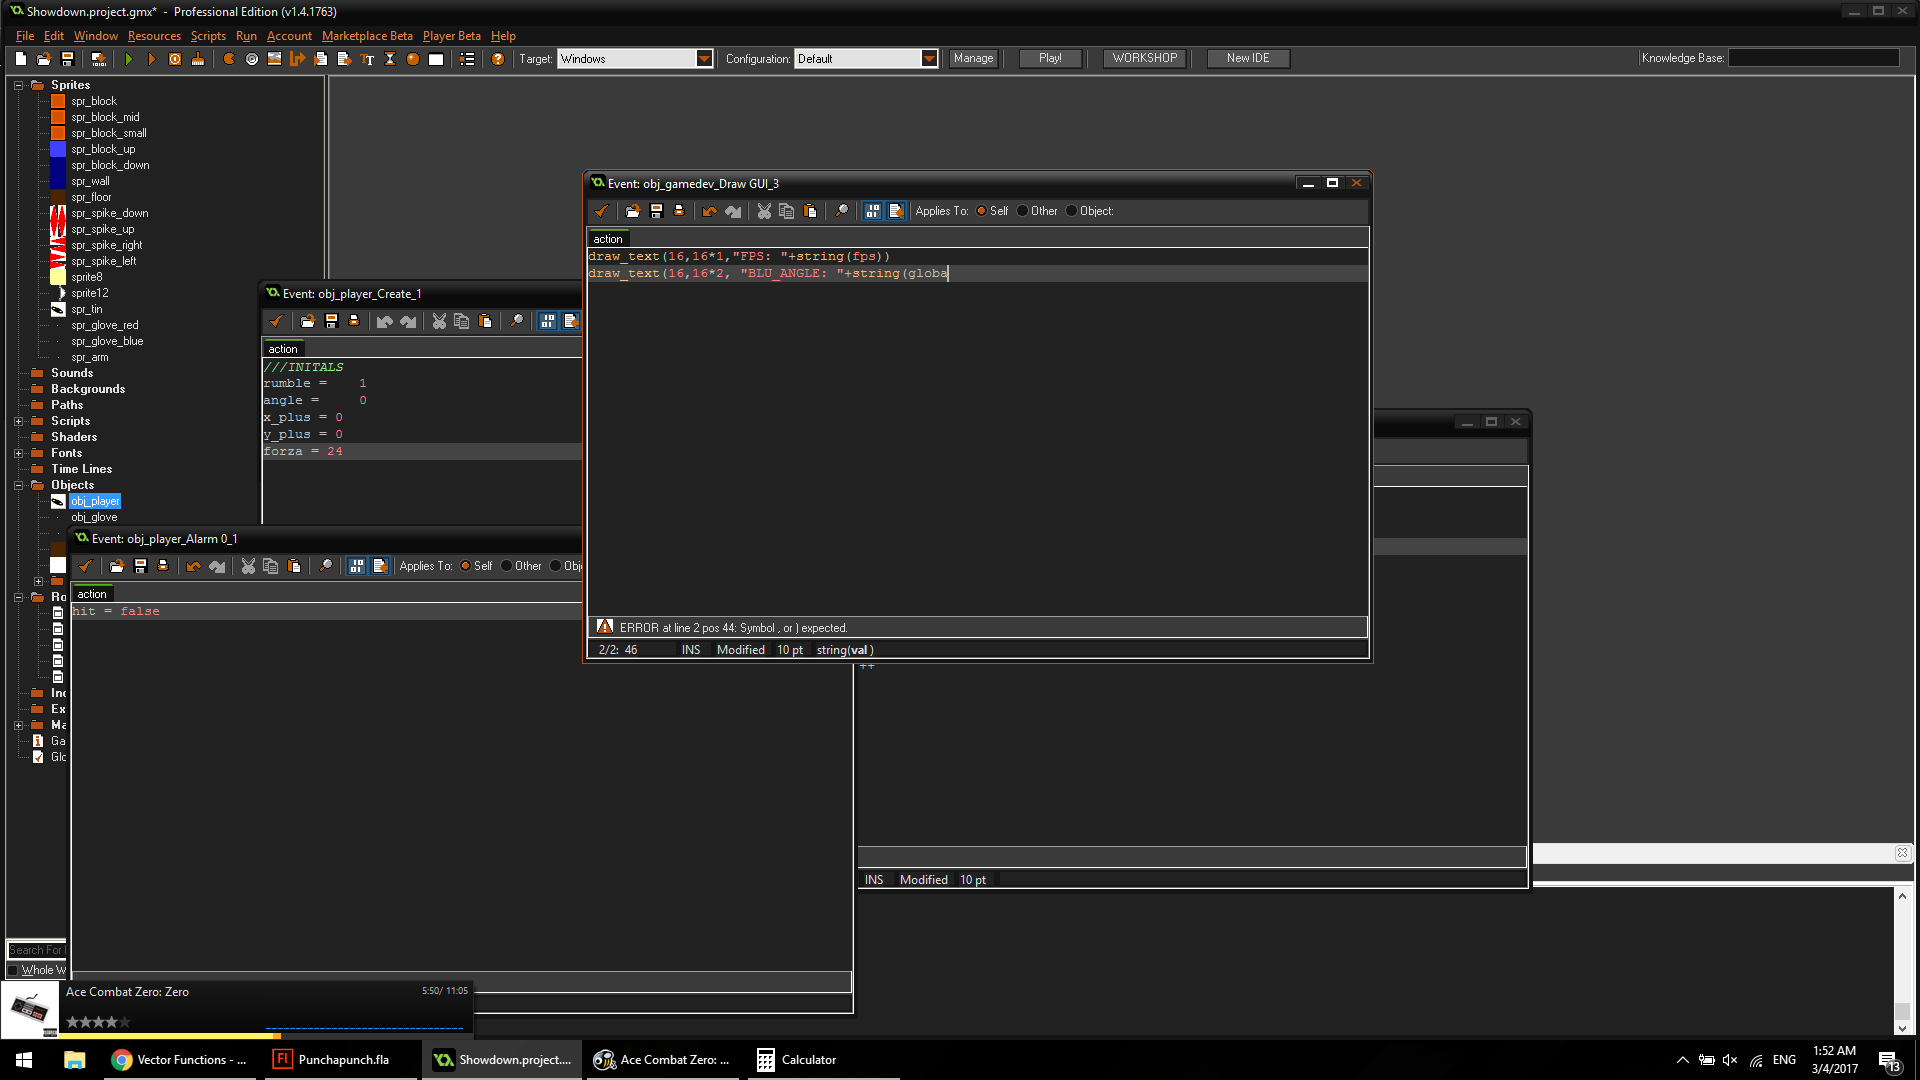 Showdown.project.gmx* - Professional Edition (v1.4.1763)
File Edit Window Resources Scripts Run Account Marketplace Beta Player Beta Help
Target: Windows Configuration: Default Manage Play! WORKSHOP New IDE Knowledge Base:
Sprites
spr_block
spr_block_mid
spr_block_small
spr_block_up
spr_block_down
spr_wall
spr_floor
spr_spike_down
spr_spike_up
spr_spike_right
spr_spike_left
sprite8
sprite12
spr_tin
spr_glove_red
spr_glove_blue
spr_arm
Sounds
Backgrounds
Paths
Scripts
Shaders
Fonts
Time Lines
Objects
obj_player
obj_glove
Ro
Inc
Ex
Ma
Ga
Glo
Search For
Whole W
Event: obj_player_Create_1
action
///INITALS
rumble = 1
angle = 0
x_plus = 0
y_plus = 0
forza = 24
Event: obj_player_Alarm 0_1
Applies To: Self Other Obj
action
hit = false
Event: obj_gamedev_Draw GUI_3
Applies To: Self Other Object:
action
draw_text(16,16*1,"FPS: "+string(fps))
draw_text(16,16*2, "BLU_ANGLE: "+string(globa
ERROR at line 2 pos 44: Symbol , or ) expected.
2/2: 46 INS Modified 10 pt string(val )
++
INS Modified 10 pt
Ace Combat Zero: Zero 5:50/ 11:05
Vector Functions - ...
Fl Punchapunch.fla
Showdown.project....
Ace Combat Zero: ...
Calculator
ENG
1:52 AM
3/4/2017
13